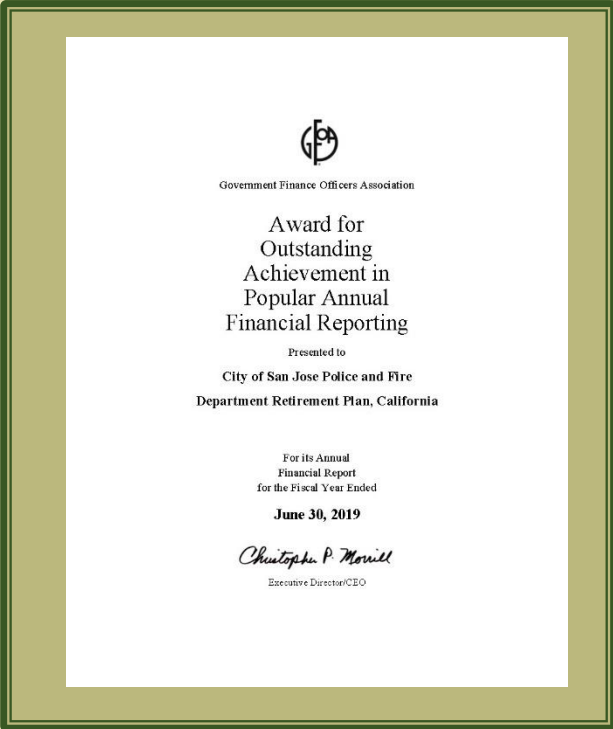 GFOA
Government Finance Officers Association
Award for
Outstanding
Achievement in
Popular Annual
Financial Reporting
Presented to
City of San Jose Police and Fire
Department Retirement Plan, California
For its Annual
Financial Report
for the Fiscal Year Ended
June 30, 2019
Christopher P. Morrill
Executive Director/CEO